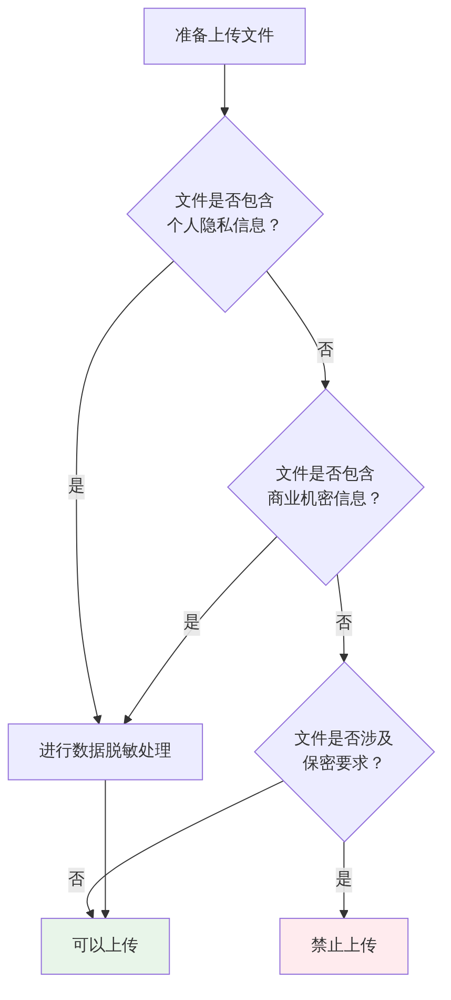 准备上传文件
文件是否包含
个人隐私信息？
否
是
文件是否包含
商业机密信息？
是
否
进行数据脱敏处理
文件是否涉及
保密要求？
否
是
可以上传
禁止上传